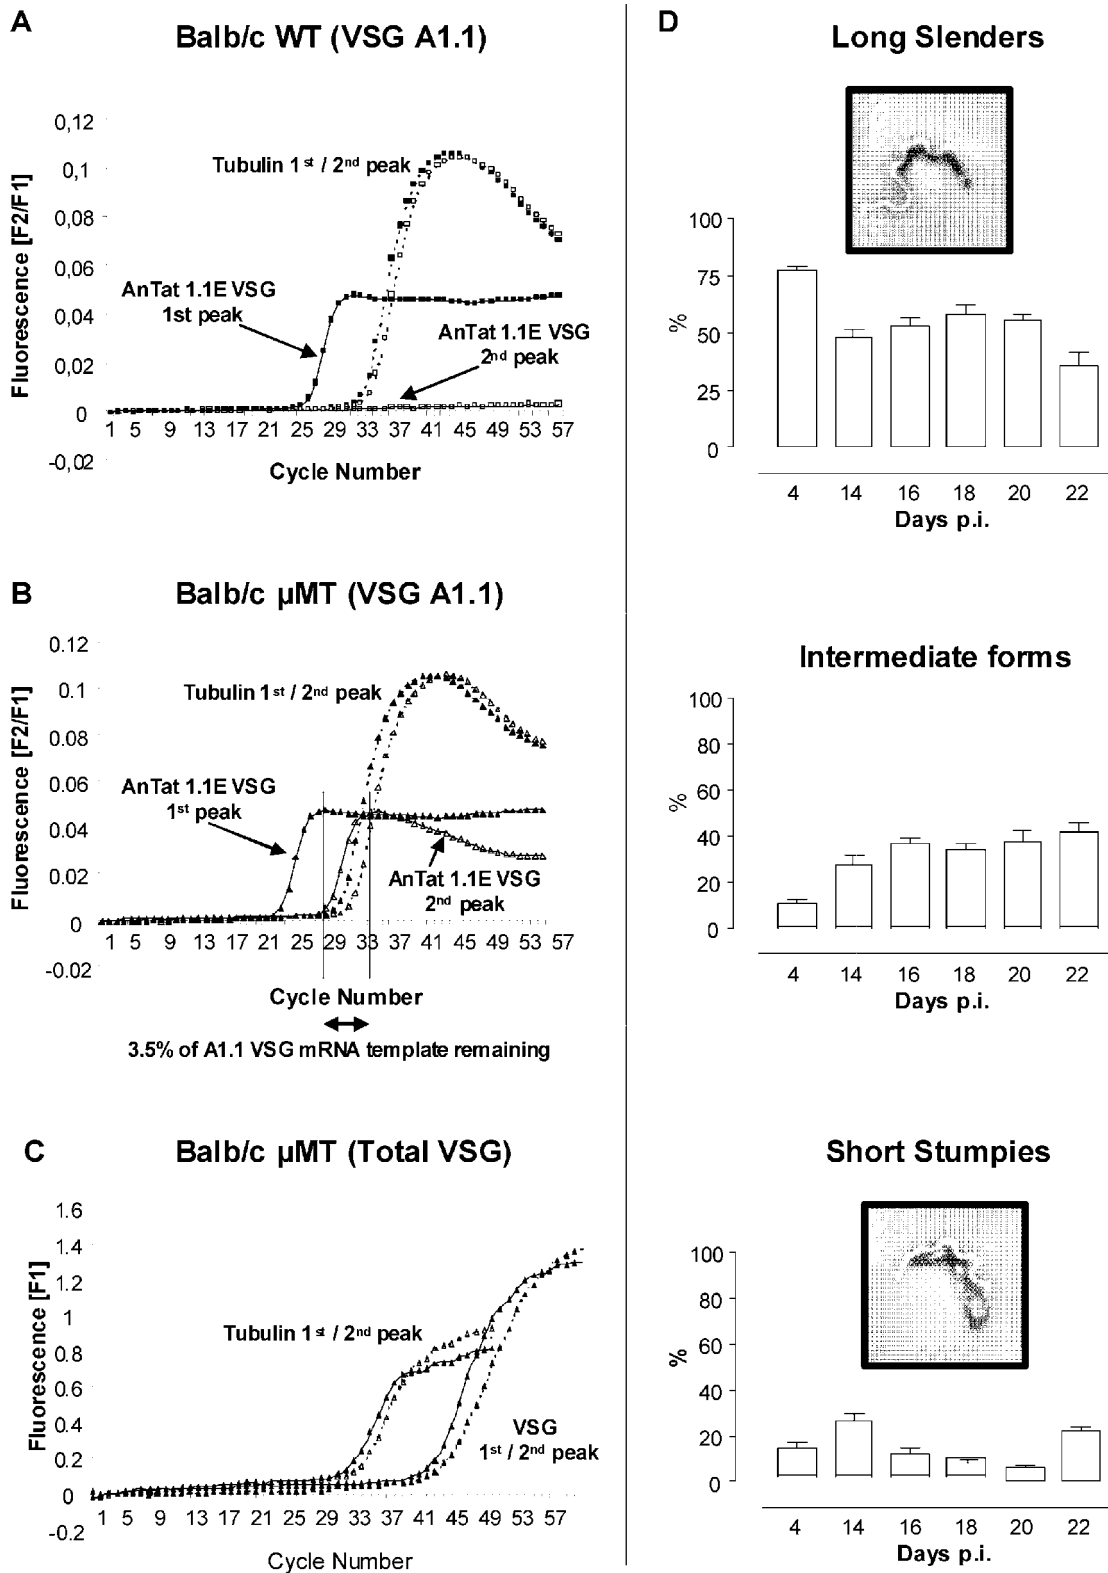 A
Balb/c WT (VSG A1.1)
0,12
0,1
0,08
0,06
0,04
0,02
0
-0,02
Fluorescence [F2/F1]
Tubulin 1st / 2nd peak
AnTat 1.1E VSG
1st peak
AnTat 1.1E VSG
2nd peak
1 5 9 13 17 21 25 29 33 37 41 45 49 53 57
Cycle Number
B
Balb/c µMT (VSG A1.1)
0.12
0.1
0.08
0.06
0.04
0.02
0
-0.02
Fluorescence [F2/F1]
Tubulin 1st / 2nd peak
AnTat 1.1E VSG
1st peak
AnTat 1.1E VSG
2nd peak
1 5 9 13 17 21 25 29 33 37 41 45 49 53 57
Cycle Number
3.5% of A1.1 VSG mRNA template remaining
C
Balb/c µMT (Total VSG)
1.6
1.4
1.2
1
0.8
0.6
0.4
0.2
0
-0.2
Fluorescence [F1]
Tubulin 1st / 2nd peak
VSG
1st / 2nd peak
1 5 9 13 17 21 25 29 33 37 41 45 49 53 57
Cycle Number
D
Long Slenders
100
75
50
25
0
%
4 14 16 18 20 22
Days p.i.
Intermediate forms
100
80
60
40
20
0
%
4 14 16 18 20 22
Days p.i.
Short Stumpies
100
80
60
40
20
0
%
4 14 16 18 20 22
Days p.i.